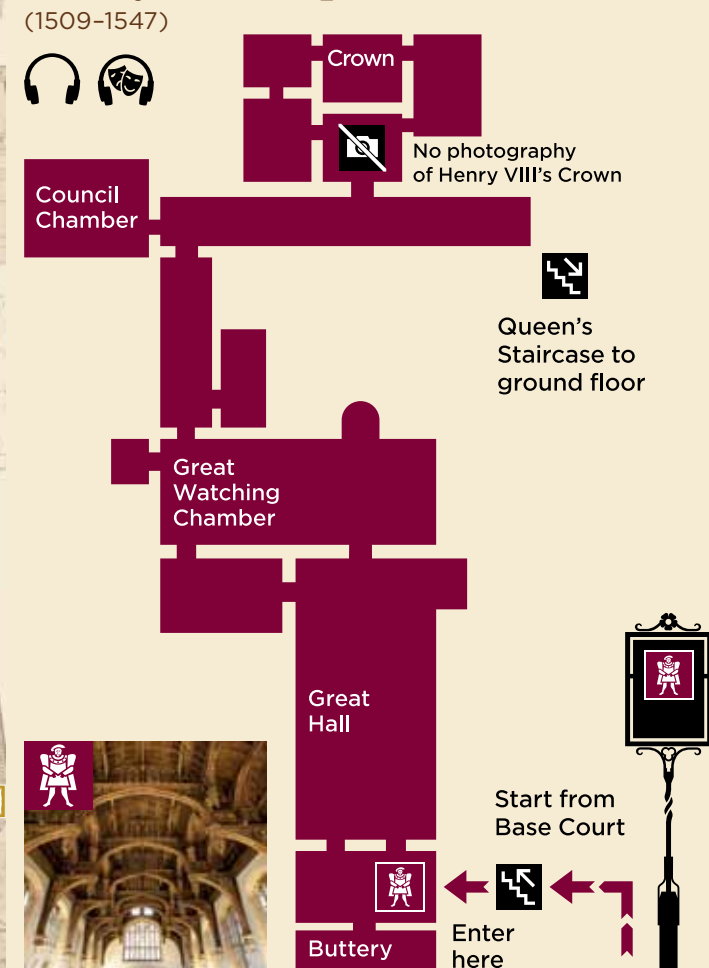 (1509–1547)
Crown
No photography
of Henry VIII's Crown
Council
Chamber
Queen's
Staircase to
ground floor
Great
Watching
Chamber
Great
Hall
Start from
Base Court
Enter
here
Buttery